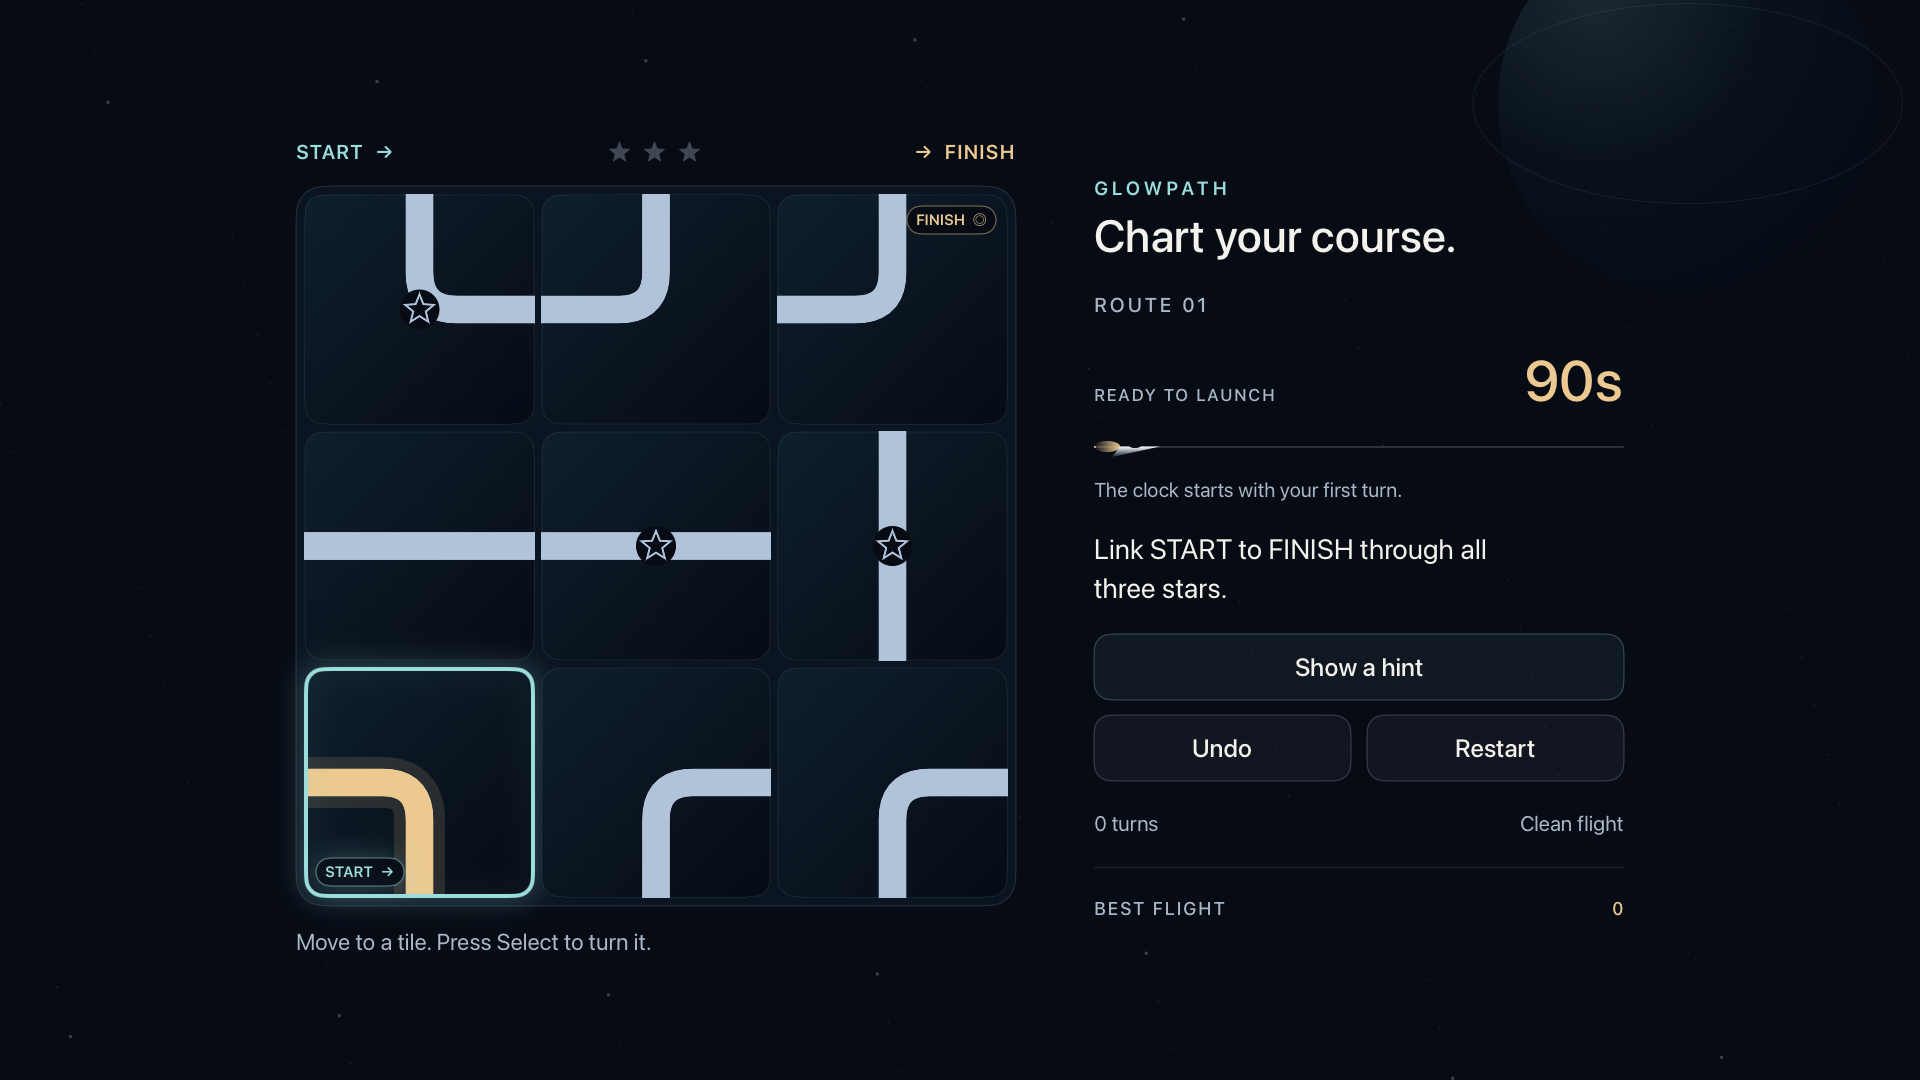 START →
→ FINISH
FINISH
START →
Move to a tile. Press Select to turn it.
GLOWPATH
Chart your course.
ROUTE 01
READY TO LAUNCH
90s
The clock starts with your first turn.
Link START to FINISH through all
three stars.
Show a hint
Undo
Restart
0 turns
Clean flight
BEST FLIGHT
0